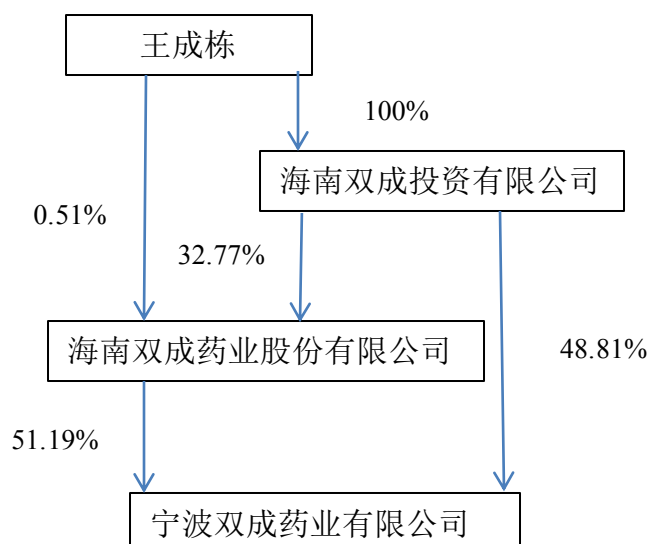 王成栋
100%
海南双成投资有限公司
0.51%
32.77%
海南双成药业股份有限公司
48.81%
51.19%
宁波双成药业有限公司